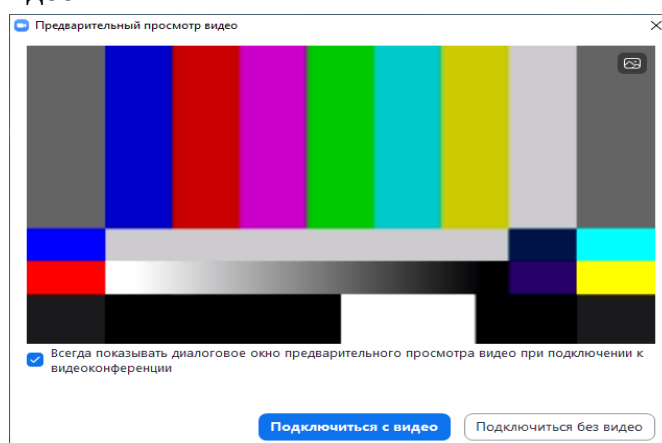 Предварительный просмотр видео
Всегда показывать диалоговое окно предварительного просмотра видео при подключении к
видеоконференции
Подключиться с видео
Подключиться без видео